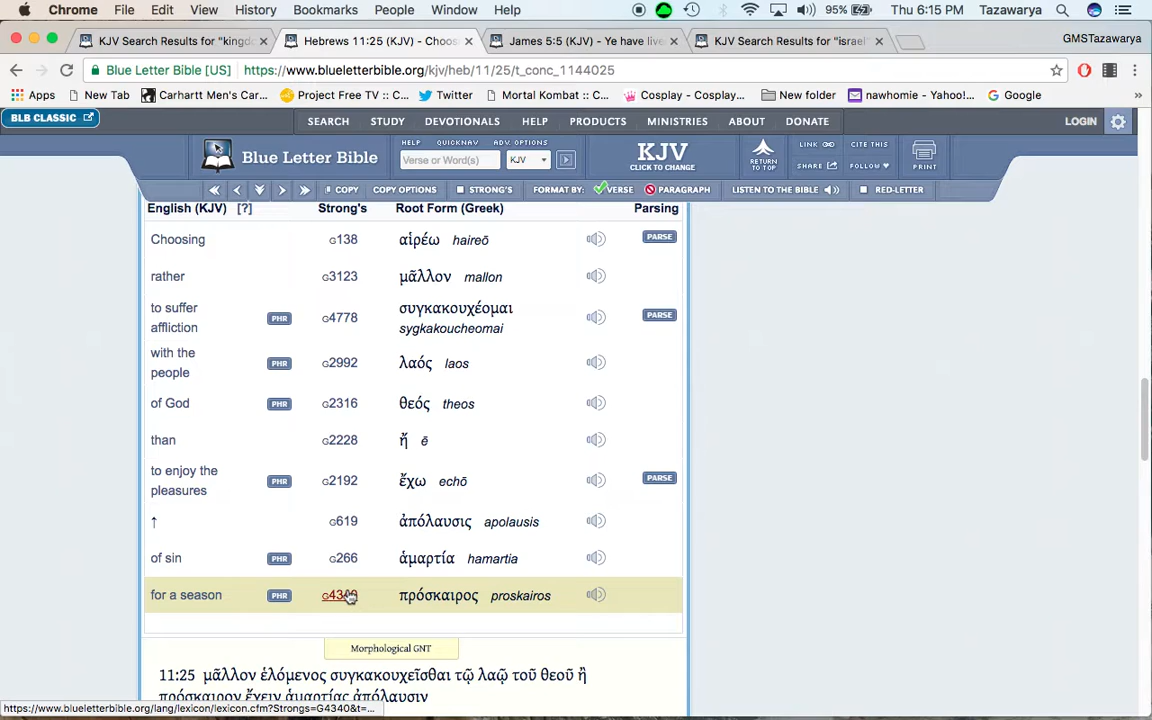 Chrome File Edit View History Bookmarks People Window Help 95% Thu 6:15 PM Tazawarya
KJV Search Results for "kingdo × Hebrews 11:25 (KJV) - Choos × James 5:5 (KJV) - Ye have live × KJV Search Results for "israel × GMSTazawarya
Blue Letter Bible [US] https://www.blueletterbible.org/kjv/heb/11/25/t_conc_1144025
Apps New Tab Carhartt Men's Car... Project Free TV :: C... Twitter Mortal Kombat :: C... Cosplay - Cosplay... New folder nawhomie - Yahoo!... Google »
BLB CLASSIC SEARCH STUDY DEVOTIONALS HELP PRODUCTS MINISTRIES ABOUT DONATE LOGIN
HELP QUICKNAV ADV. OPTIONS
Blue Letter Bible Verse or Word(s) KJV KJV CLICK TO CHANGE RETURN TO TOP LINK CITE THIS SHARE FOLLOW PRINT
COPY COPY OPTIONS STRONG'S FORMAT BY: VERSE PARAGRAPH LISTEN TO THE BIBLE RED-LETTER
English (KJV) [?] Strong's Root Form (Greek) Parsing
Choosing G138 αἱρέω haireō PARSE
rather G3123 μᾶλλον mallon
to suffer affliction PHR G4778 συγκακουχέομαι sygkakoucheomai PARSE
with the people PHR G2992 λαός laos
of God PHR G2316 θεός theos
than G2228 ἤ ē
to enjoy the pleasures PHR G2192 ἔχω echō PARSE
↑ G619 ἀπόλαυσις apolausis
of sin PHR G266 ἁμαρτία hamartia
for a season PHR G4340 πρόσκαιρος proskairos
Morphological GNT
11:25 μᾶλλον ἑλόμενος συγκακουχεῖσθαι τῷ λαῷ τοῦ θεοῦ ἢ
πρόσκαιρον ἔχειν ἁμαρτίας ἀπόλαυσιν
https://www.blueletterbible.org/lang/lexicon/lexicon.cfm?Strongs=G4340&t=...